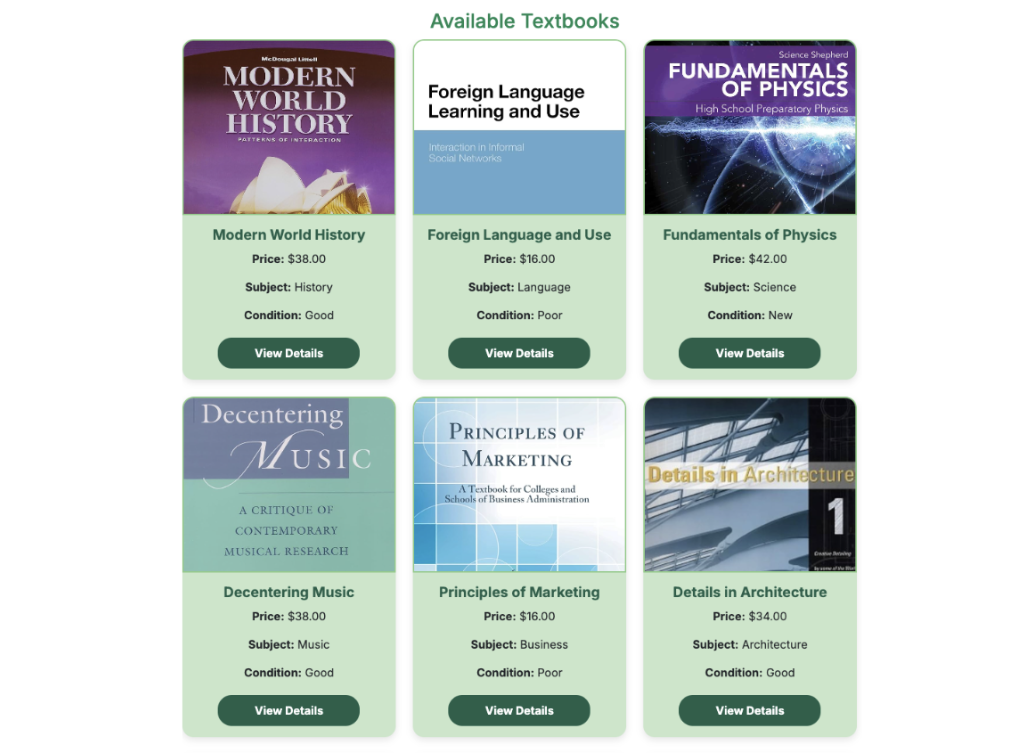 Available Textbooks
McDougal Littell
MODERN
WORLD
HISTORY
PATTERNS OF INTERACTION
Modern World History
Price: $38.00
Subject: History
Condition: Good
View Details
Foreign Language
Learning and Use
Interaction in Informal
Social Networks
Foreign Language and Use
Price: $16.00
Subject: Language
Condition: Poor
View Details
Science Shepherd
FUNDAMENTALS
OF PHYSICS
High School Preparatory Physics
Fundamentals of Physics
Price: $42.00
Subject: Science
Condition: New
View Details
Decentering
MUSIC
A CRITIQUE OF
CONTEMPORARY
MUSICAL RESEARCH
Decentering Music
Price: $38.00
Subject: Music
Condition: Good
View Details
PRINCIPLES OF
MARKETING
A Textbook for Colleges and
Schools of Business Administration
Principles of Marketing
Price: $16.00
Subject: Business
Condition: Poor
View Details
Details in Architecture
1
Creative Detailing
by some of the
Details in Architecture
Price: $34.00
Subject: Architecture
Condition: Good
View Details